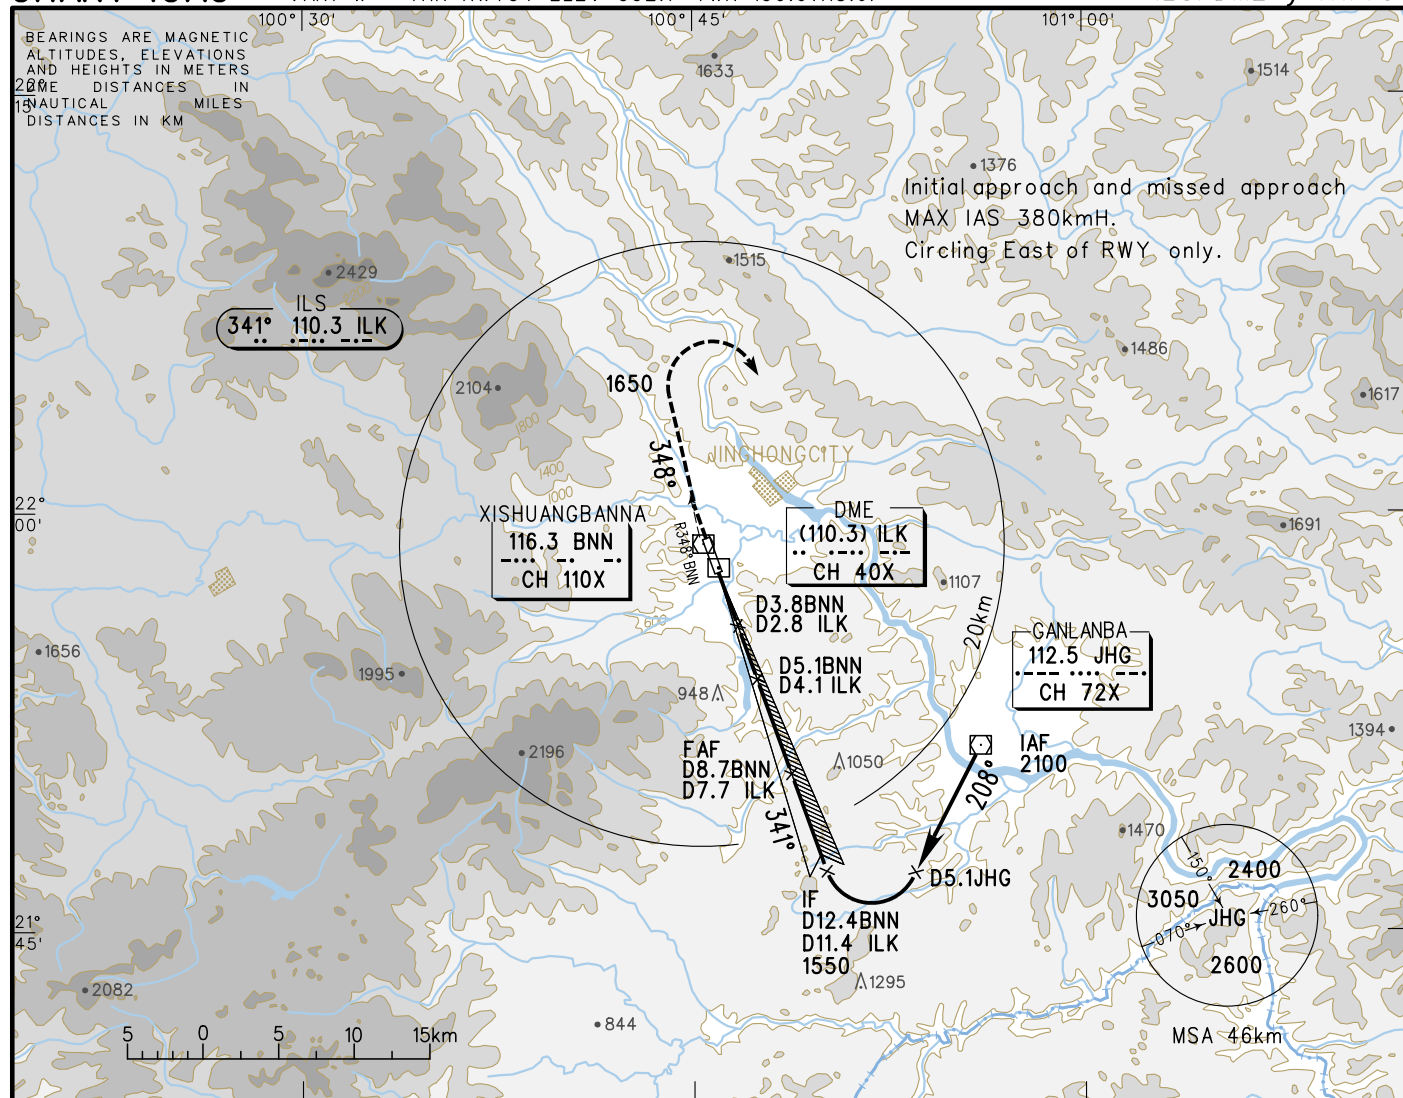 100° 30'
100° 45'
101° 00'
BEARINGS ARE MAGNETIC
ALTITUDES, ELEVATIONS
AND HEIGHTS IN METERS
DME DISTANCES IN
NAUTICAL MILES
DISTANCES IN KM
22°
15'
1633
1514
1376
Initial approach and missed approach
MAX IAS 380kmH.
Circling East of RWY only.
1515
2429
ILS
341° 110.3 ILK
1486
2104
1650
1617
1800
348°
JINGHONGCITY
1400
1000
22°
00'
XISHUANGBANNA
116.3 BNN
CH 110X
R348° BNN
DME
(110.3) ILK
CH 40X
1691
1107
D3.8BNN
D2.8 ILK
600
20km
GANLANBA
112.5 JHG
CH 72X
1656
1995
D5.1BNN
D4.1 ILK
948
1394
2196
FAF
D8.7BNN
D7.7 ILK
1050
IAF
2100
208°
341°
1470
D5.1JHG
150°
2400
3050
JHG
260°
070°
2600
IF
D12.4BNN
D11.4 ILK
1550
21°
45'
1295
2082
844
5 0 5 10 15km
MSA 46km